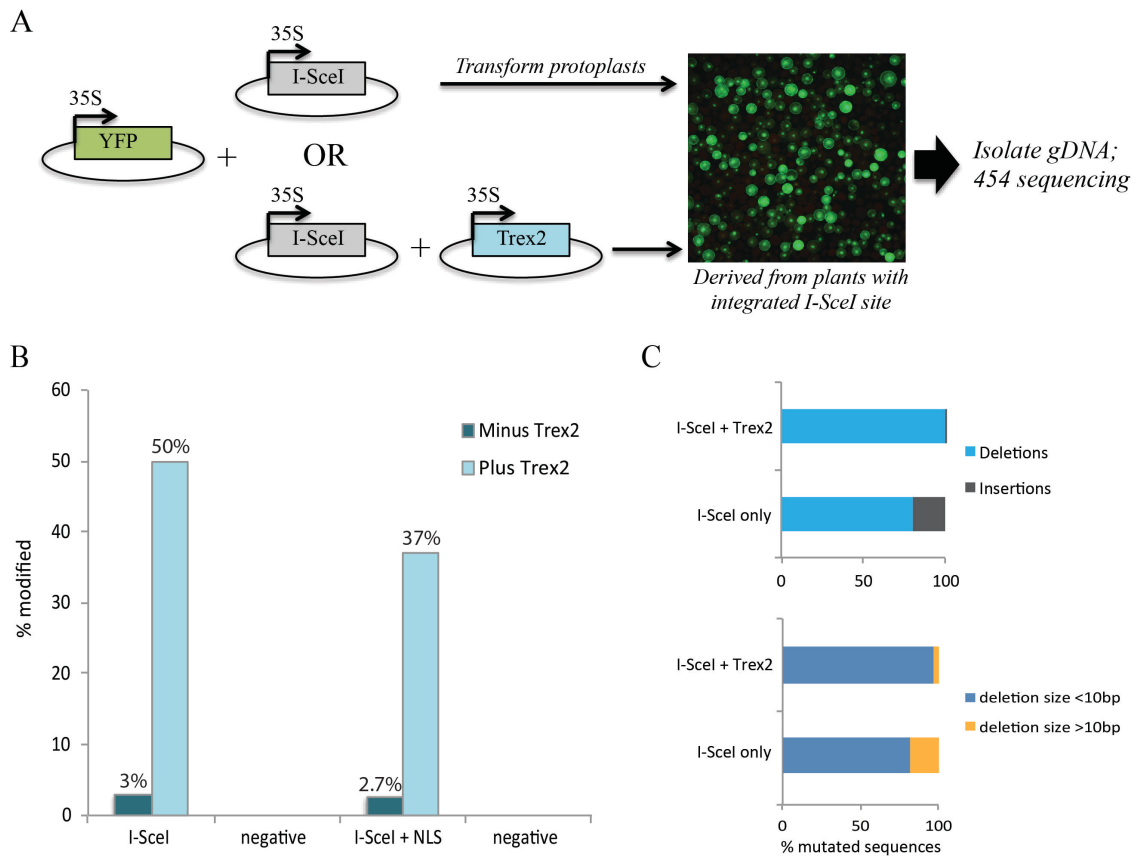 A
35S
I-SceI
Transform protoplasts
35S
YFP
+
OR
Isolate gDNA;
454 sequencing
35S
I-SceI
+
35S
Trex2
Derived from plants with
integrated I-SceI site
B
60
50
40
30
20
10
0
% modified
Minus Trex2
Plus Trex2
3%
50%
2.7%
37%
I-SceI
negative
I-SceI + NLS
negative
C
I-SceI + Trex2
I-SceI only
0
50
100
Deletions
Insertions
I-SceI + Trex2
I-SceI only
0
50
100
% mutated sequences
deletion size <10bp
deletion size >10bp